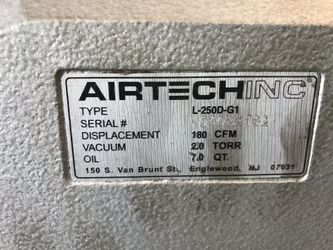 AIRTECHINC
TYPE L-250D-G1
SERIAL #
DISPLACEMENT 180 CFM
VACUUM 2.0 TORR
OIL 7.0 QT.
150 S. Van Brunt St., Englewood, NJ 07631